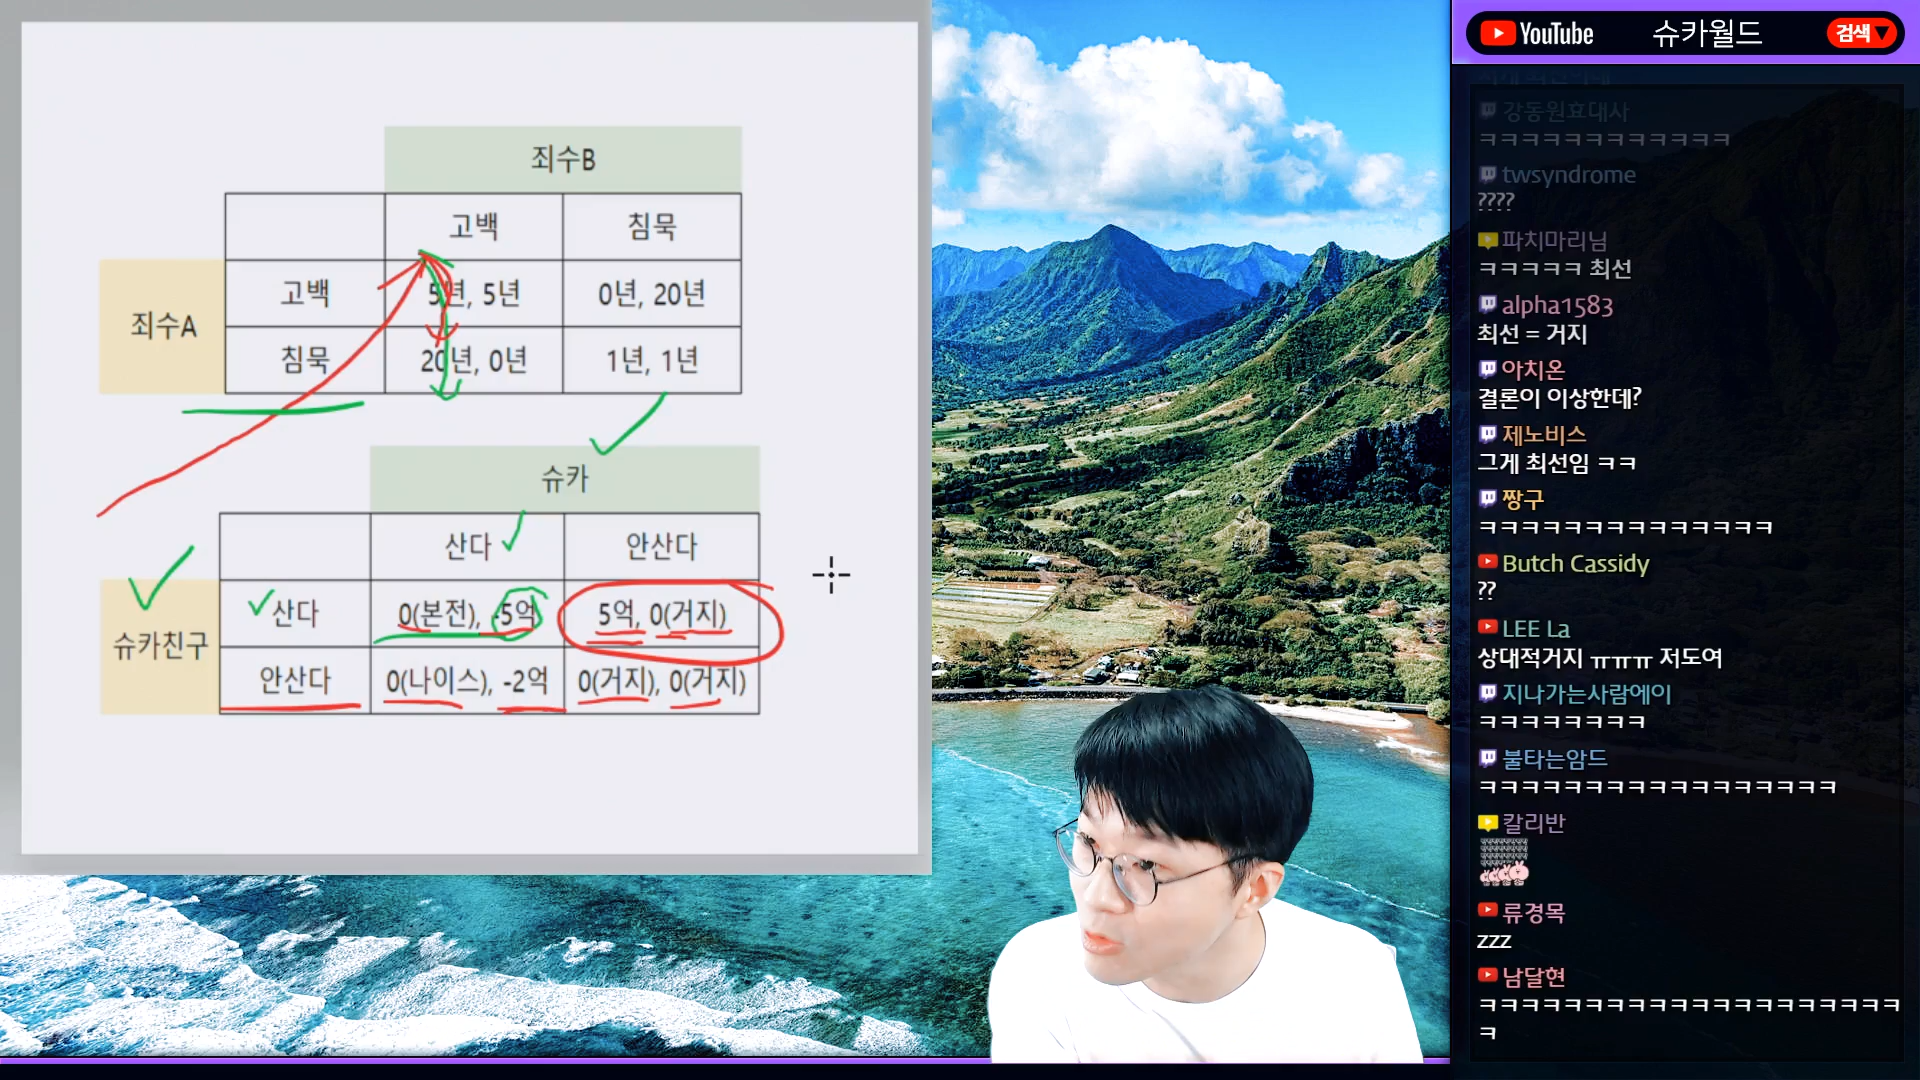 죄수B
고백 침묵
죄수A
고백 5년, 5년 0년, 20년
침묵 20년, 0년 1년, 1년
슈카
산다 안산다
슈카친구
산다 0(본전), -5억 5억, 0(거지)
안산다 0(나이스), -2억 0(거지), 0(거지)
YouTube 슈카월드 검색
강동원효대사
ㅋㅋㅋㅋㅋㅋㅋㅋㅋㅋㅋㅋ
twsyndrome
????
파치마리님
ㅋㅋㅋㅋㅋ 최선
alpha1583
최선 = 거지
아치온
결론이 이상한데?
제노비스
그게 최선임 ㅋㅋ
짱구
ㅋㅋㅋㅋㅋㅋㅋㅋㅋㅋㅋㅋㅋㅋ
Butch Cassidy
??
LEE La
상대적거지 ㅠㅠㅠ 저도여
지나가는사람에이
ㅋㅋㅋㅋㅋㅋㅋㅋ
불타는암드
ㅋㅋㅋㅋㅋㅋㅋㅋㅋㅋㅋㅋㅋㅋㅋㅋㅋ
칼리반
류경목
zzz
남달현
ㅋㅋㅋㅋㅋㅋㅋㅋㅋㅋㅋㅋㅋㅋㅋㅋㅋㅋㅋㅋ
ㅋ